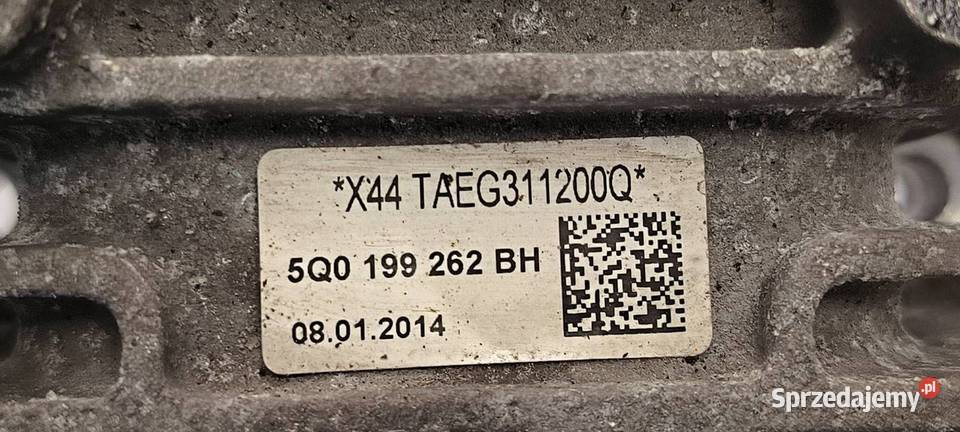 *X44 TAEG311200Q*
5Q0 199 262 BH
08.01.2014
Sprzedajemy.pl